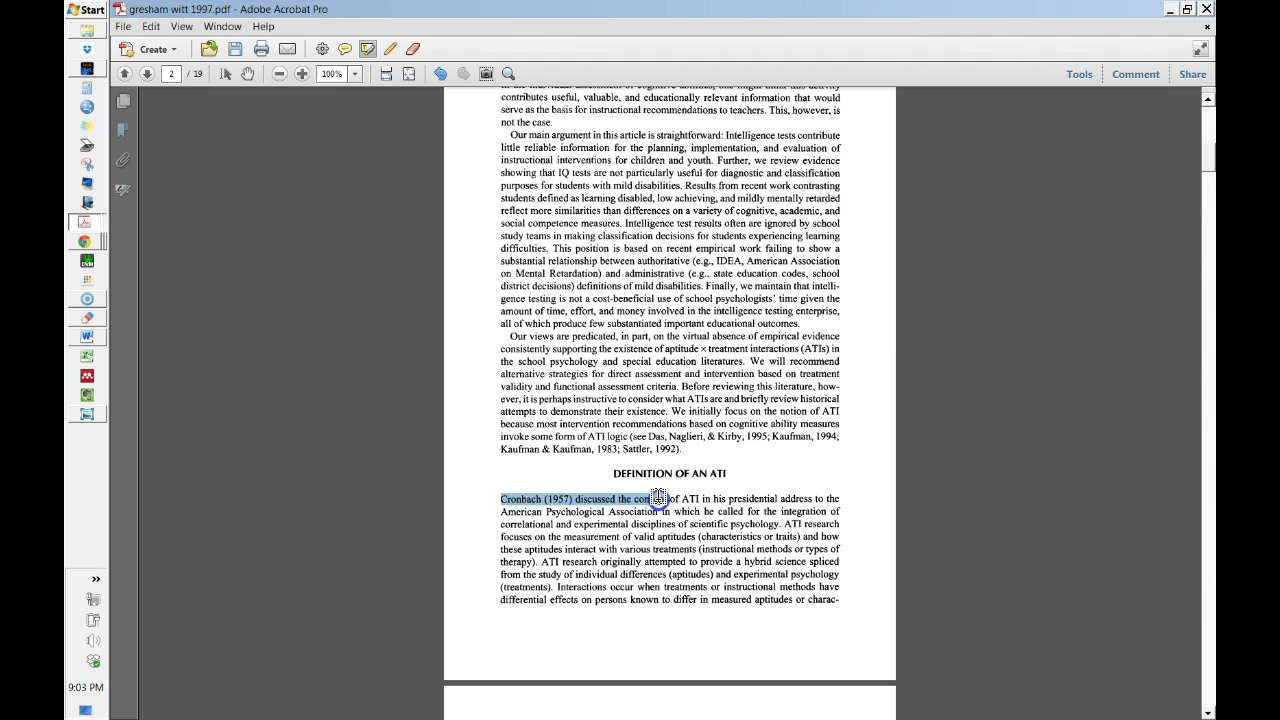 Start
gresham witt 1997.pdf - Adobe Acrobat Pro
File Edit View Window Help
Create
2 / 19 100% Tools Comment Share
contributes useful, valuable, and educationally relevant information that would
serve as the basis for instructional recommendations to teachers. This, however, is
not the case.
Our main argument in this article is straightforward: Intelligence tests contribute
little reliable information for the planning, implementation, and evaluation of
instructional interventions for children and youth. Further, we review evidence
showing that IQ tests are not particularly useful for diagnostic and classification
purposes for students with mild disabilities. Results from recent work contrasting
students defined as learning disabled, low achieving, and mildly mentally retarded
reflect more similarities than differences on a variety of cognitive, academic, and
social competence measures. Intelligence test results often are ignored by school
study teams in making classification decisions for students experiencing learning
difficulties. This position is based on recent empirical work failing to show a
substantial relationship between authoritative (e.g., IDEA, American Association
on Mental Retardation) and administrative (e.g., state education codes, school
district decisions) definitions of mild disabilities. Finally, we maintain that intelli-
gence testing is not a cost-beneficial use of school psychologists' time given the
amount of time, effort, and money involved in the intelligence testing enterprise,
all of which produce few substantiated important educational outcomes.
Our views are predicated, in part, on the virtual absence of empirical evidence
consistently supporting the existence of aptitude × treatment interactions (ATIs) in
the school psychology and special education literatures. We will recommend
alternative strategies for direct assessment and intervention based on treatment
validity and functional assessment criteria. Before reviewing this literature, how-
ever, it is perhaps instructive to consider what ATIs are and briefly review historical
attempts to demonstrate their existence. We initially focus on the notion of ATI
because most intervention recommendations based on cognitive ability measures
invoke some form of ATI logic (see Das, Naglieri, & Kirby, 1995; Kaufman, 1994;
Kaufman & Kaufman, 1983; Sattler, 1992).
DEFINITION OF AN ATI
Cronbach (1957) discussed the of ATI in his presidential address to the
American Psychological Association in which he called for the integration of
correlational and experimental disciplines of scientific psychology. ATI research
focuses on the measurement of valid aptitudes (characteristics or traits) and how
these aptitudes interact with various treatments (instructional methods or types of
therapy). ATI research originally attempted to provide a hybrid science spliced
from the study of individual differences (aptitudes) and experimental psychology
(treatments). Interactions occur when treatments or instructional methods have
differential effects on persons known to differ in measured aptitudes or charac-
9:03 PM